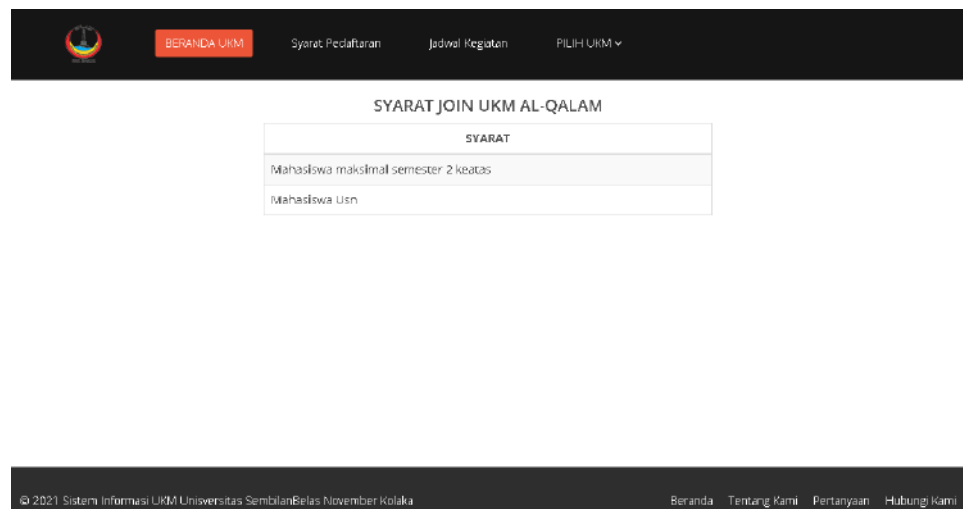 BERANDA UKM Syarat Pedaftaran Jadwal Kegiatan PILIH UKM
SYARAT JOIN UKM AL-QALAM
SYARAT
Mahasiswa maksimal semester 2 keatas
Mahasiswa Usn
© 2021 Sistem Informasi UKM Unisversitas SembilanBelas November Kolaka Beranda Tentang Kami Pertanyaan Hubungi Kami